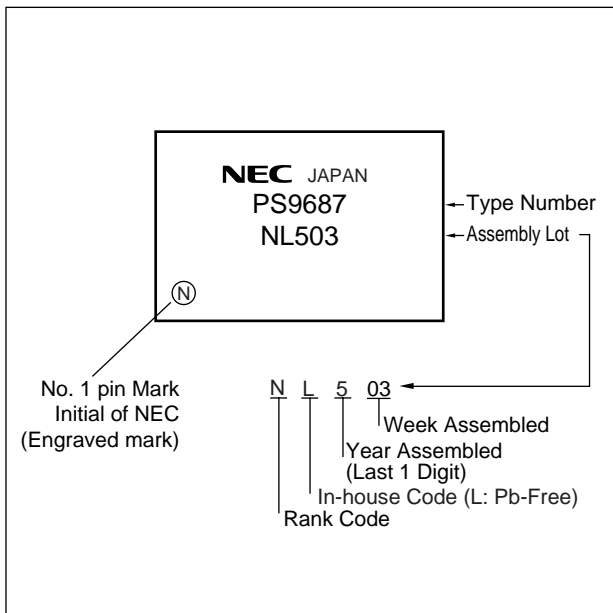 NEC JAPAN
PS9687
NL503
Type Number
Assembly Lot
N
No. 1 pin Mark
Initial of NEC
(Engraved mark)
N L 5 03
Week Assembled
Year Assembled
(Last 1 Digit)
In-house Code (L: Pb-Free)
Rank Code